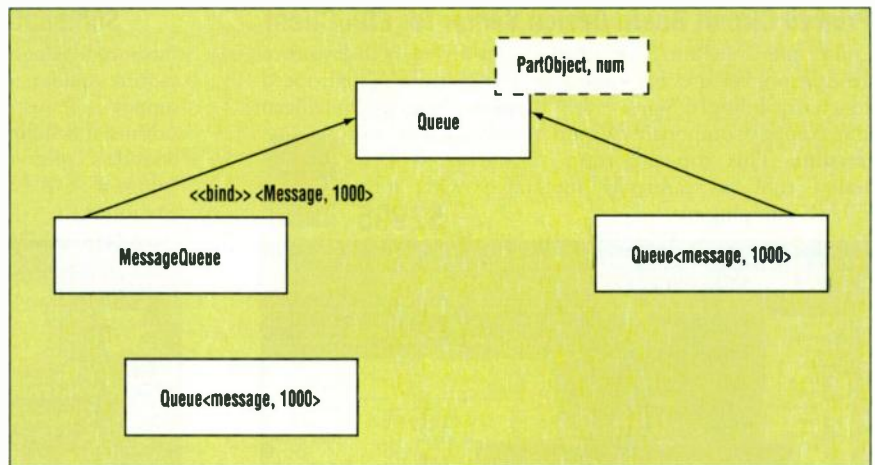 PartObject, num
Queue
<<bind>> <Message, 1000>
MessageQueue
Queue<message, 1000>
Queue<message, 1000>